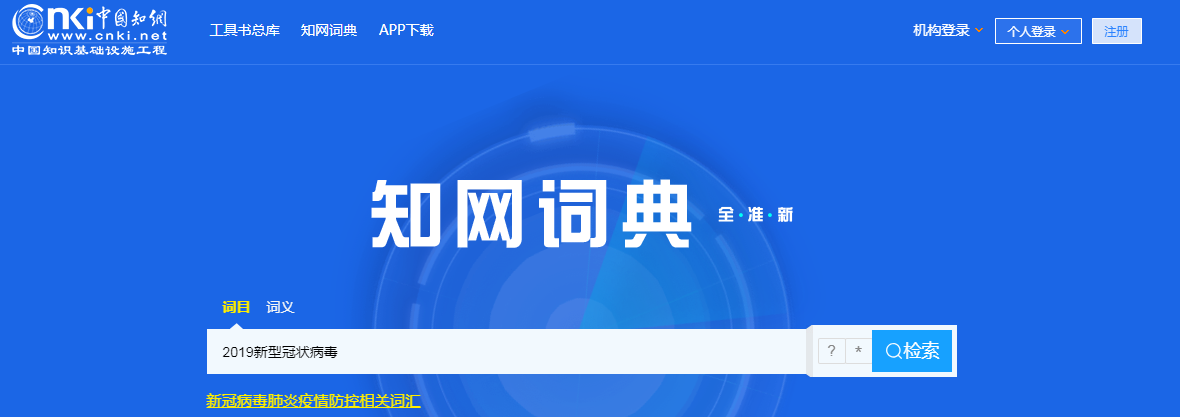 cnki中国知网
www.cnki.net
中国知识基础设施工程
工具书总库 知网词典 APP下载
机构登录 个人登录 注册
知网词典 全·准·新
词目 词义
2019新型冠状病毒 ? * 检索
新冠病毒肺炎疫情防控相关词汇